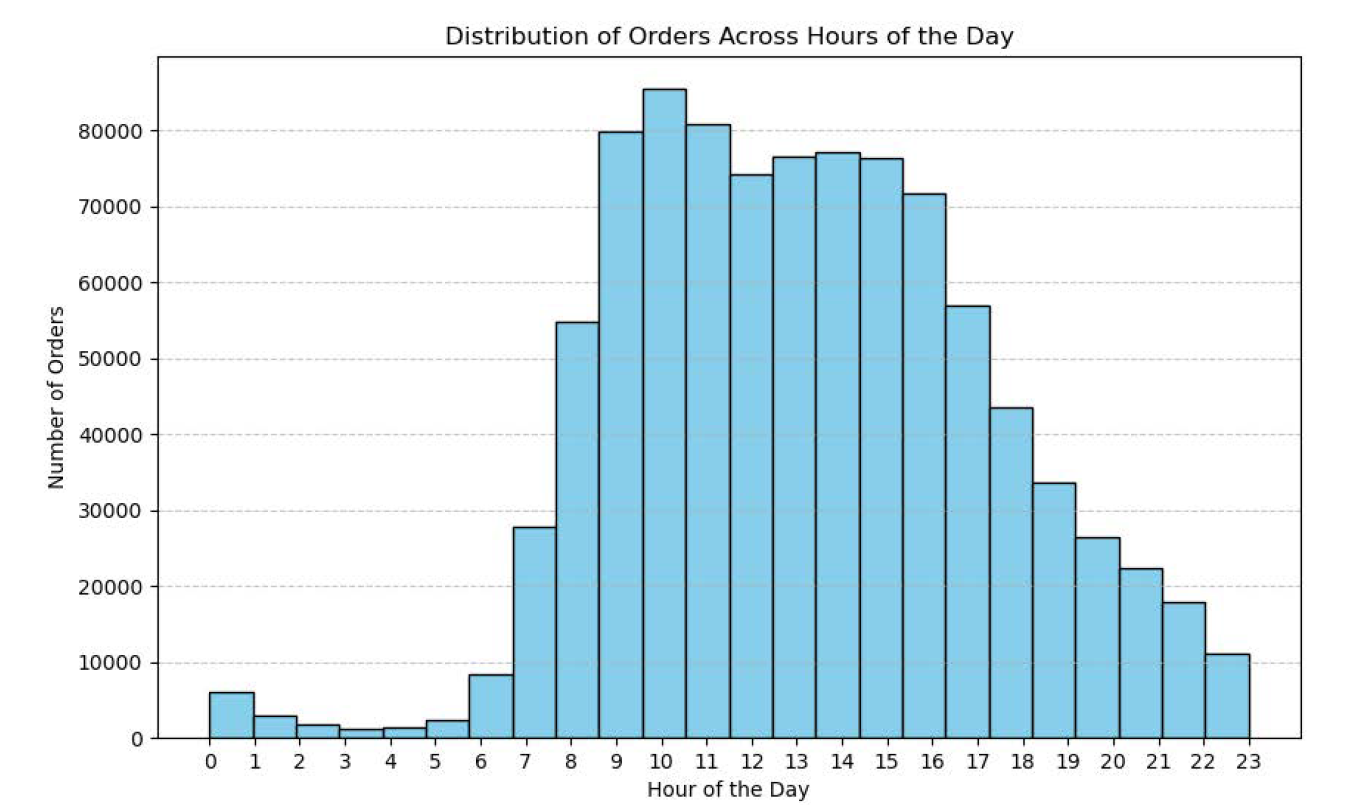 Distribution of Orders Across Hours of the Day
80000
70000
60000
50000
40000
30000
20000
10000
0
Number of Orders
0 1 2 3 4 5 6 7 8 9 10 11 12 13 14 15 16 17 18 19 20 21 22 23
Hour of the Day